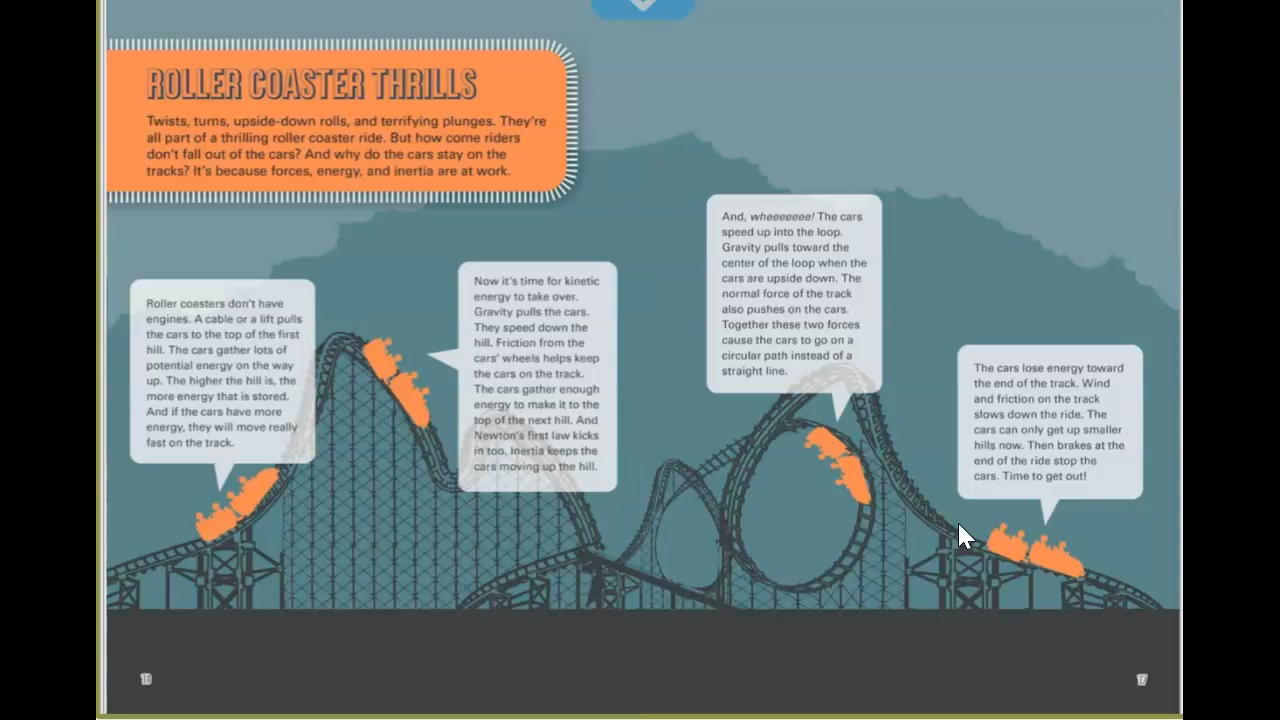 ROLLER COASTER THRILLS
Twists, turns, upside-down rolls, and terrifying plunges. They're
all part of a thrilling roller coaster ride. But how come riders
don't fall out of the cars? And why do the cars stay on the
tracks? It's because forces, energy, and inertia are at work.
Roller coasters don't have
engines. A cable or a lift pulls
the cars to the top of the first
hill. The cars gather lots of
potential energy on the way
up. The higher the hill is, the
more energy that is stored.
And if the cars have more
energy, they will move really
fast on the track.
Now it's time for kinetic
energy to take over.
Gravity pulls the cars.
They speed down the
hill. Friction from the
cars' wheels helps keep
the cars on the track.
The cars gather enough
energy to make it to the
top of the next hill. And
Newton's first law kicks
in too. Inertia keeps the
cars moving up the hill.
And, wheeeeeee! The cars
speed up into the loop.
Gravity pulls toward the
center of the loop when the
cars are upside down. The
normal force of the track
also pushes on the cars.
Together these two forces
cause the cars to go on a
circular path instead of a
straight line.
The cars lose energy toward
the end of the track. Wind
and friction on the track
slows down the ride. The
cars can only get up smaller
hills now. Then brakes at the
end of the ride stop the
cars. Time to get out!
17